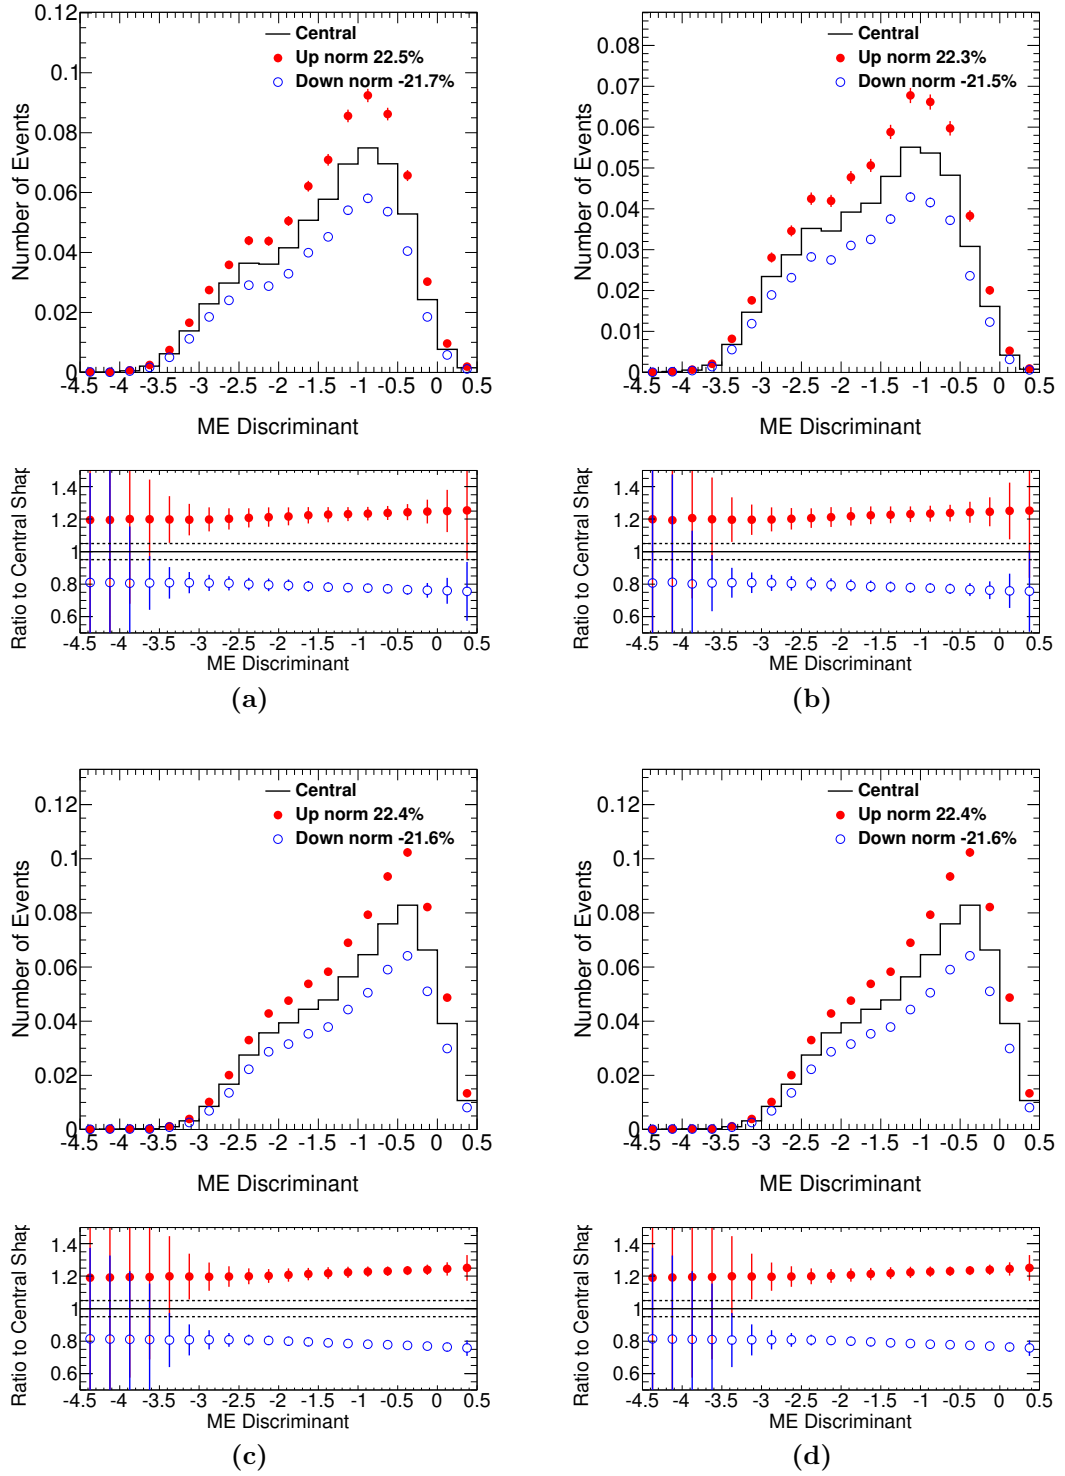 0.12
0.1
0.08
0.06
0.04
0.02
0
Number of Events
Central
Up norm 22.5%
Down norm -21.7%
-4.5 -4 -3.5 -3 -2.5 -2 -1.5 -1 -0.5 0 0.5
ME Discriminant
1.4
1.2
1
0.8
0.6
Ratio to Central Shap
-4.5 -4 -3.5 -3 -2.5 -2 -1.5 -1 -0.5 0 0.5
ME Discriminant
(a)
0.08
0.07
0.06
0.05
0.04
0.03
0.02
0.01
0
Number of Events
Central
Up norm 22.3%
Down norm -21.5%
-4.5 -4 -3.5 -3 -2.5 -2 -1.5 -1 -0.5 0 0.5
ME Discriminant
1.4
1.2
1
0.8
0.6
Ratio to Central Shap
-4.5 -4 -3.5 -3 -2.5 -2 -1.5 -1 -0.5 0 0.5
ME Discriminant
(b)
0.12
0.1
0.08
0.06
0.04
0.02
0
Number of Events
Central
Up norm 22.4%
Down norm -21.6%
-4.5 -4 -3.5 -3 -2.5 -2 -1.5 -1 -0.5 0 0.5
ME Discriminant
1.4
1.2
1
0.8
0.6
Ratio to Central Shap
-4.5 -4 -3.5 -3 -2.5 -2 -1.5 -1 -0.5 0 0.5
ME Discriminant
(c)
0.12
0.1
0.08
0.06
0.04
0.02
0
Number of Events
Central
Up norm 22.4%
Down norm -21.6%
-4.5 -4 -3.5 -3 -2.5 -2 -1.5 -1 -0.5 0 0.5
ME Discriminant
1.4
1.2
1
0.8
0.6
Ratio to Central Shap
-4.5 -4 -3.5 -3 -2.5 -2 -1.5 -1 -0.5 0 0.5
ME Discriminant
(d)